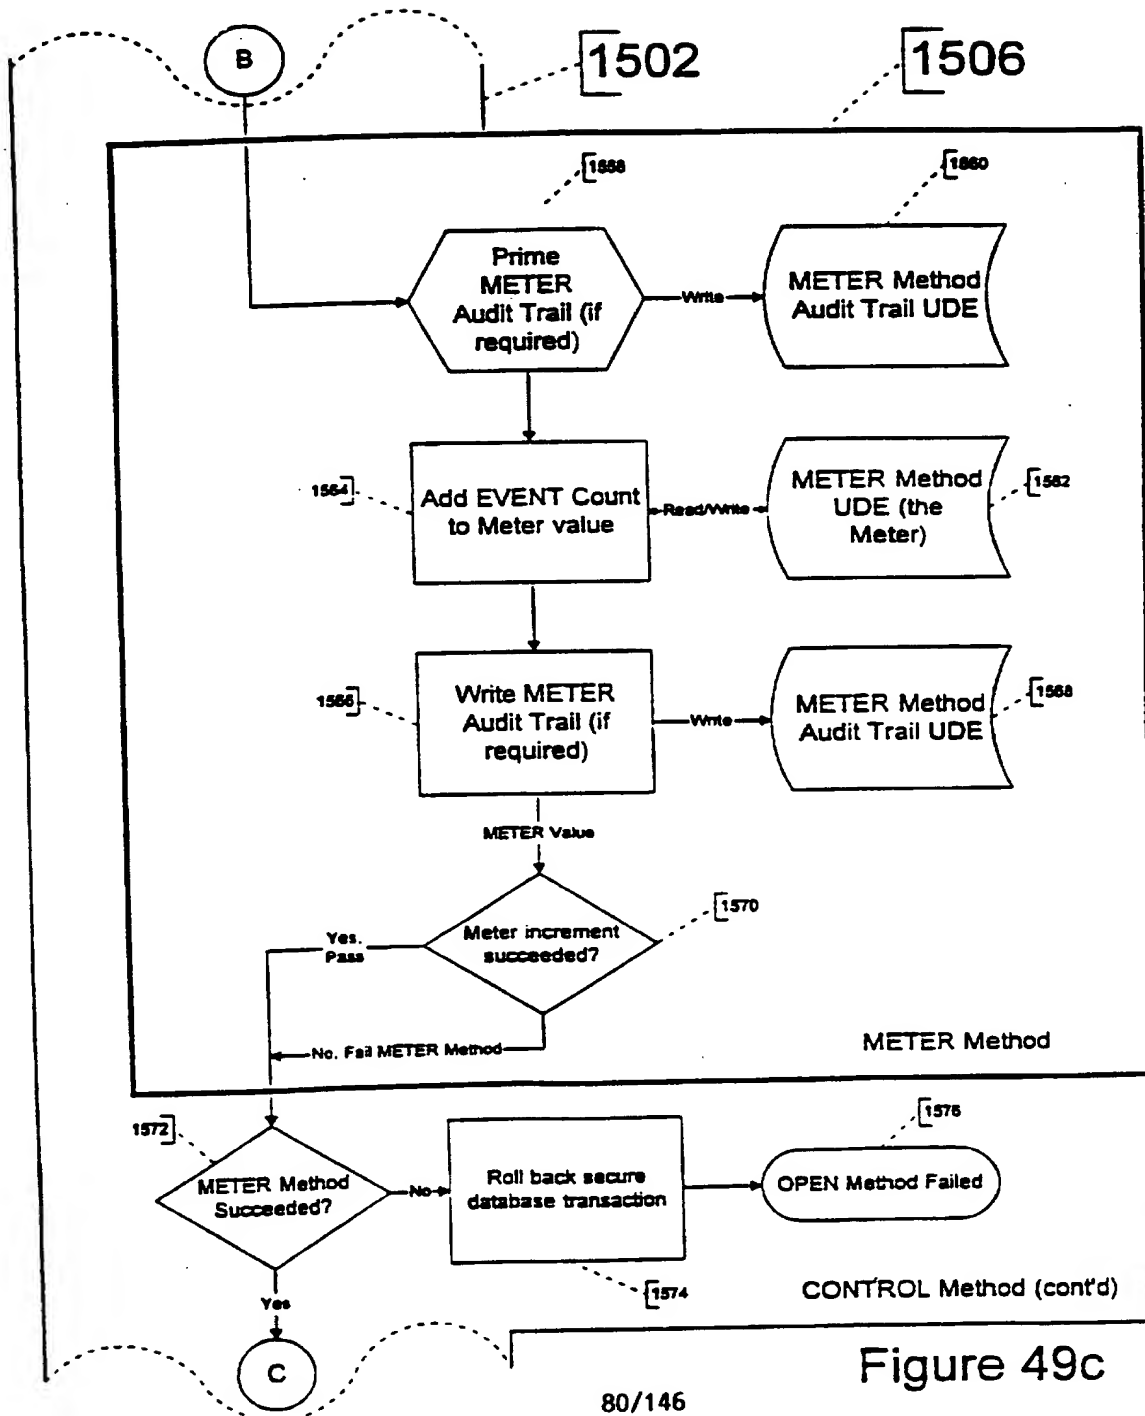 B
1502
1506
1558
1560
Prime
METER
Audit Trail (if
required)
Write
METER Method
Audit Trail UDE
1564
Add EVENT Count
to Meter value
Read/Write
METER Method
UDE (the
Meter)
1562
1566
Write METER
Audit Trail (if
required)
Write
METER Method
Audit Trail UDE
1568
METER Value
Meter increment
succeeded?
1570
Yes.
Pass
No. Fail METER Method
METER Method
1572
METER Method
Succeeded?
No
Roll back secure
database transaction
1574
1576
OPEN Method Failed
Yes
CONTROL Method (cont'd)
C
Figure 49c
80/146